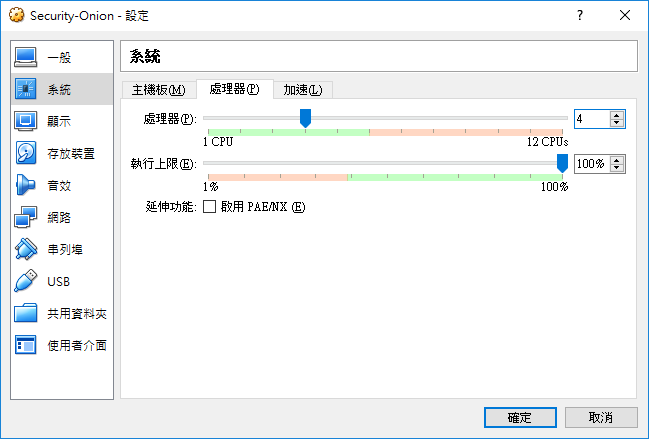 Security-Onion - 設定
一般
系統
顯示
存放裝置
音效
網路
串列埠
USB
共用資料夾
使用者介面
系統
主機板(M) 處理器(P) 加速(L)
處理器(P): 4
1 CPU 12 CPUs
執行上限(E): 100%
1% 100%
延伸功能: 啟用 PAE/NX (E)
確定 取消